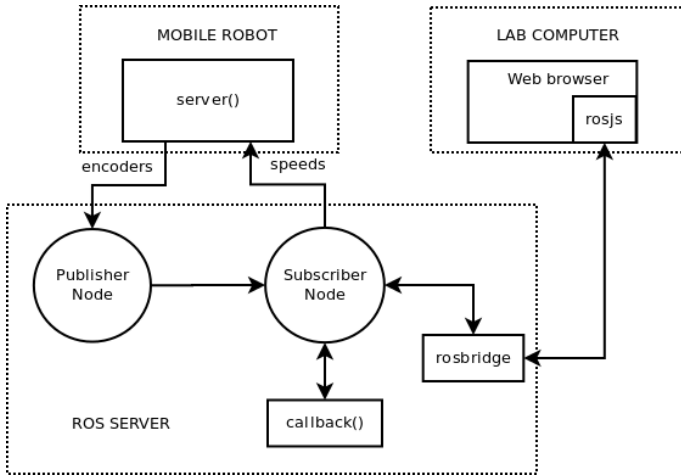 MOBILE ROBOT
LAB COMPUTER
server()
Web browser
rosjs
encoders
speeds
Publisher
Node
Subscriber
Node
rosbridge
callback()
ROS SERVER